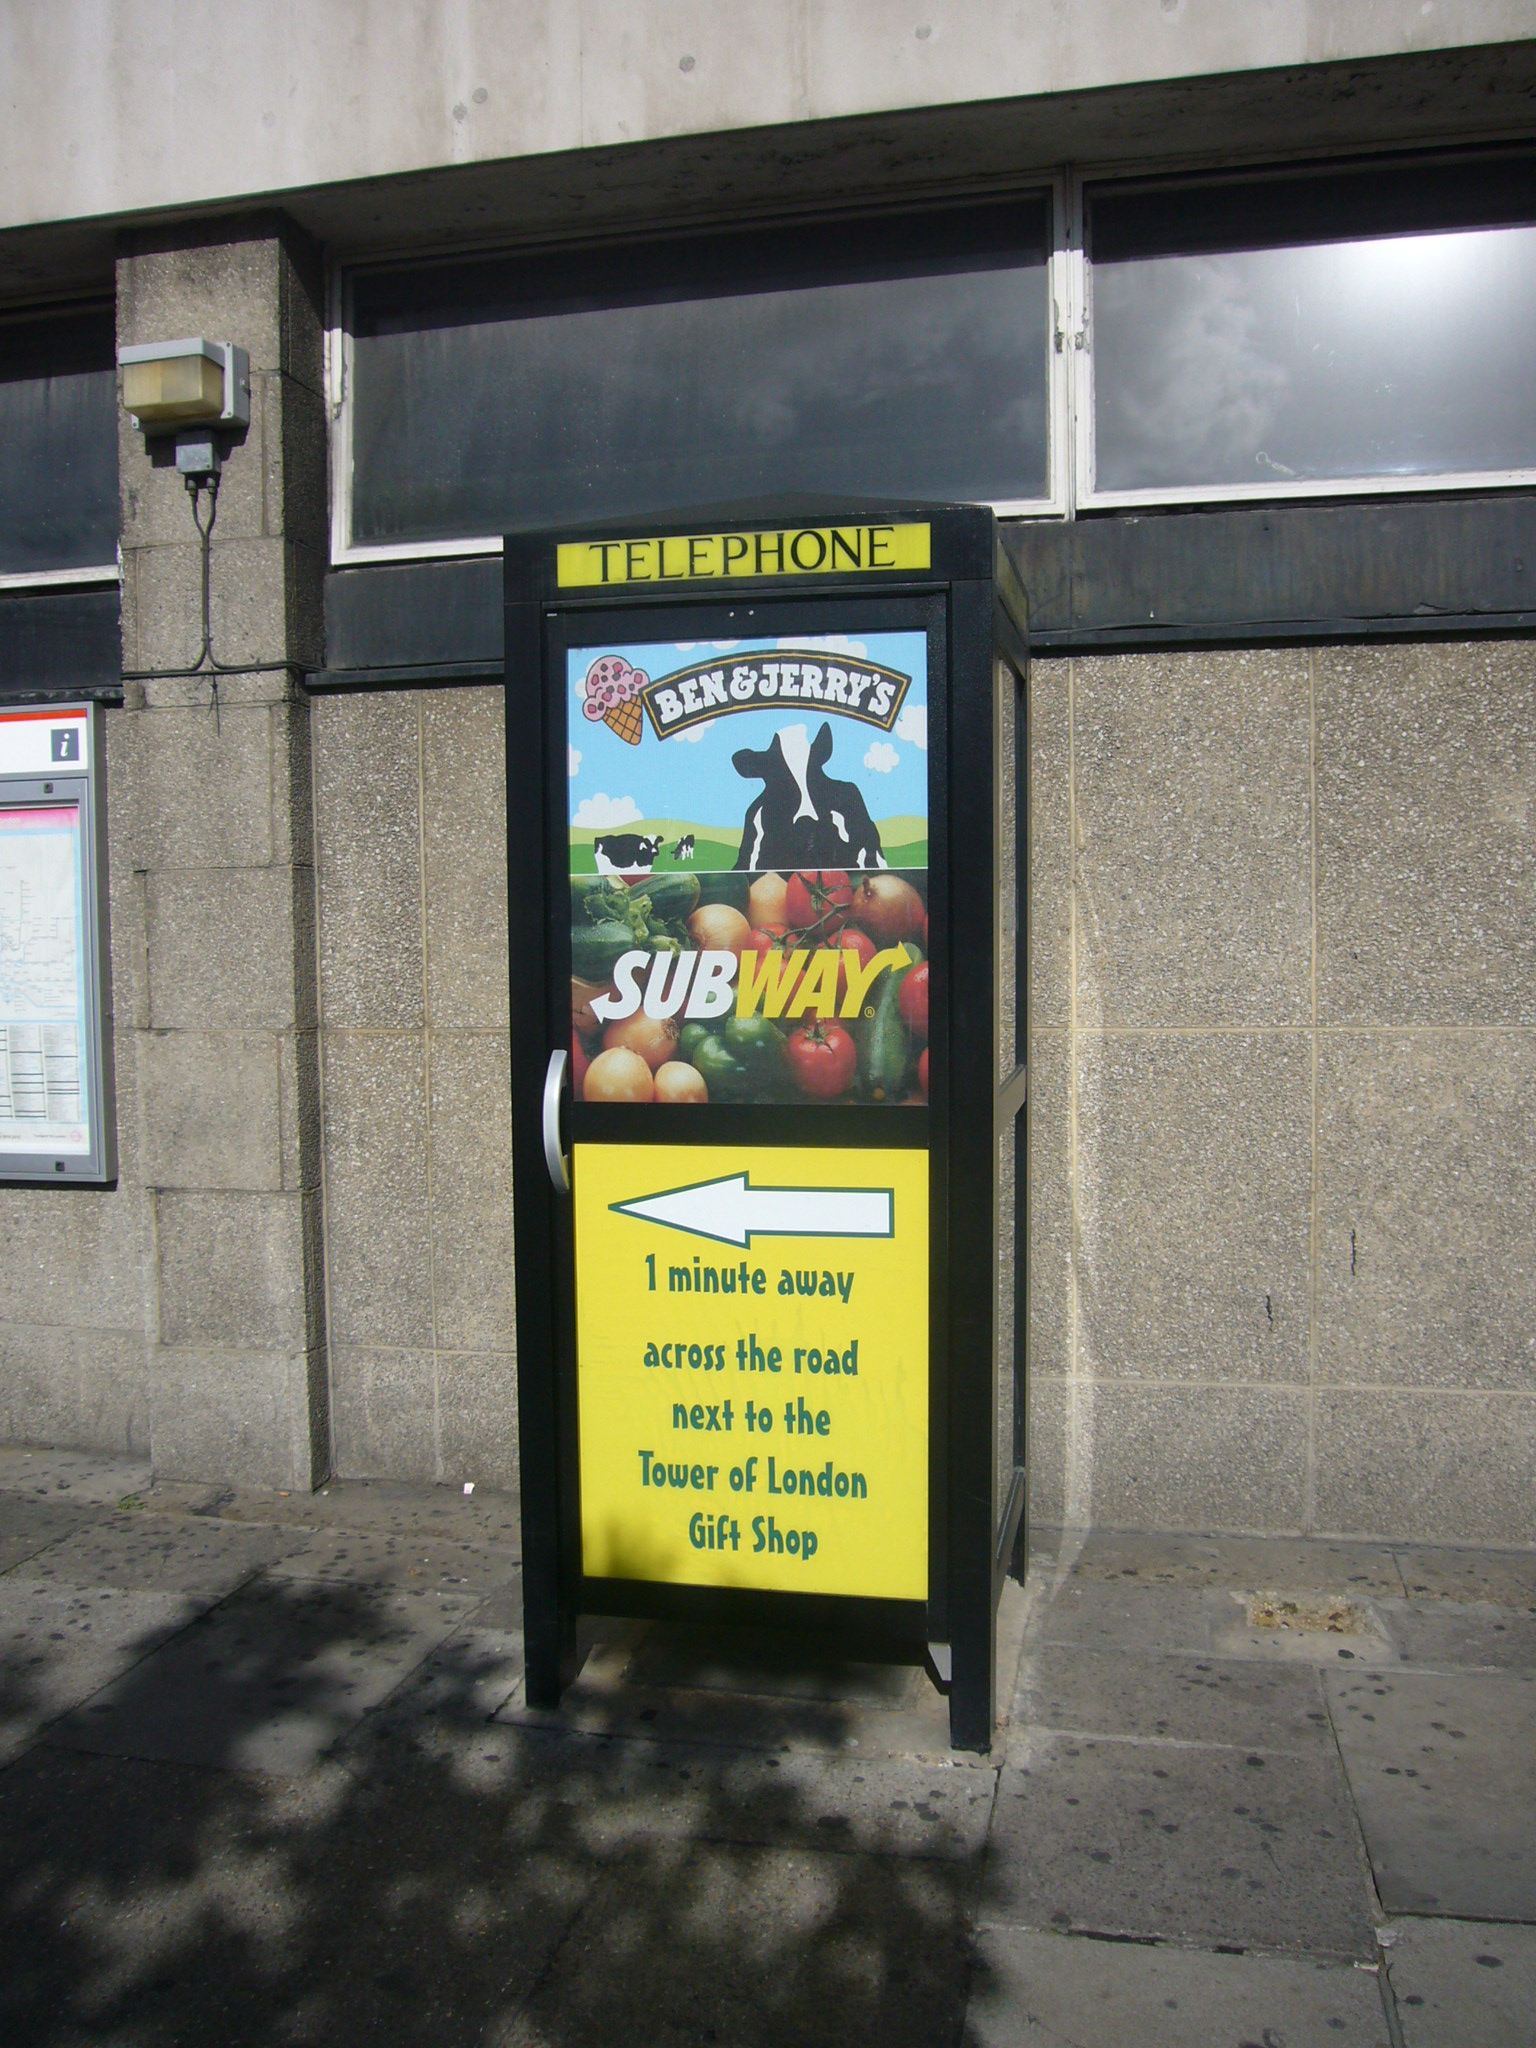 TELEPHONE
BEN & JERRY'S
SUBWAY®
1 minute away
across the road
next to the
Tower of London
Gift Shop
i